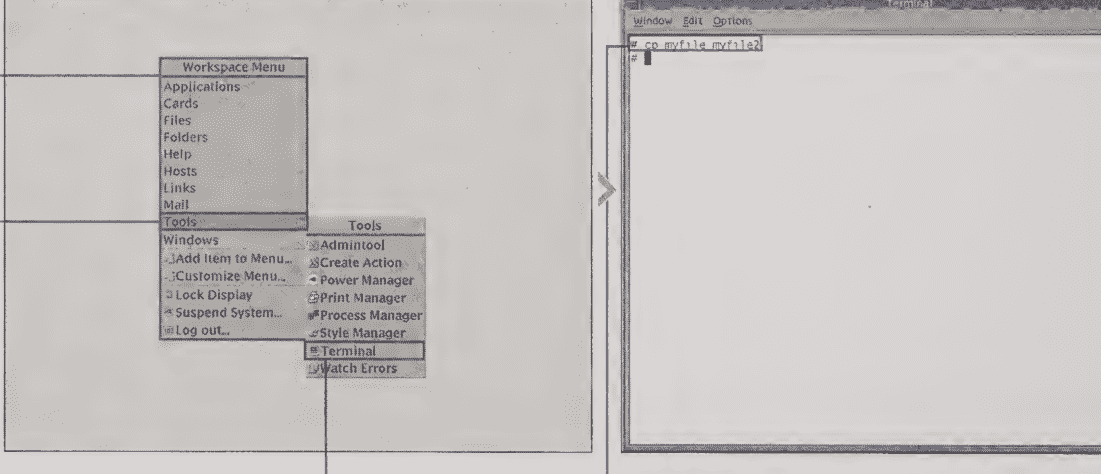 Workspace Menu
Applications
Cards
Files
Folders
Help
Hosts
Links
Mail
Tools
Windows
Add Item to Menu...
Customize Menu...
Lock Display
Suspend System...
Log out...
Tools
Admintool
Create Action
Power Manager
Print Manager
Process Manager
Style Manager
Terminal
Watch Errors
Terminal
Window Edit Options
# cp myfile myfile2
#